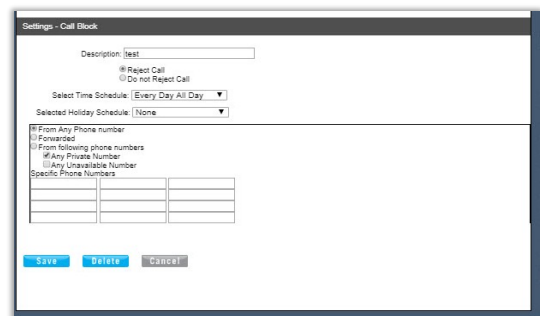 Settings - Call Block
Description: test
Reject Call
Do not Reject Call
Select Time Schedule: Every Day All Day
Selected Holiday Schedule: None
From Any Phone number
Forwarded
From following phone numbers
Any Private Number
Any Unavailable Number
Specific Phone Numbers
Save Delete Cancel